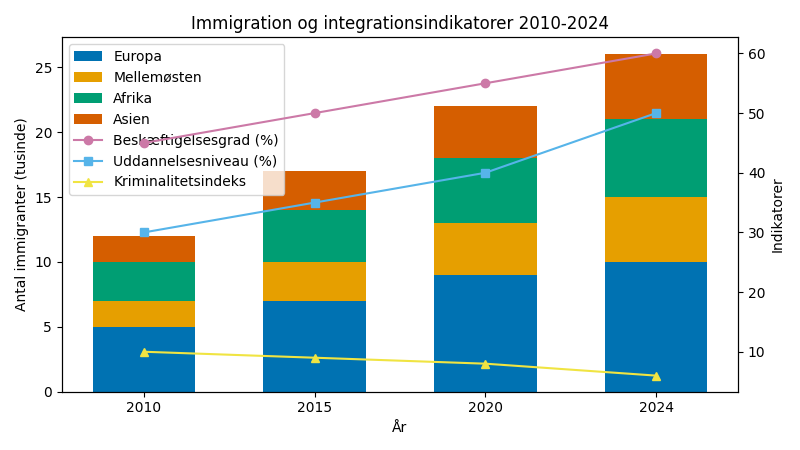 Immigration og integrationsindikatorer 2010-2024
Europa
Mellemøsten
Afrika
Asien
Beskæftigelsesgrad (%)
Uddannelsesniveau (%)
Kriminalitetsindeks
Antal immigranter (tusinde)
25
20
15
10
5
0
60
50
40
30
20
10
Indikatorer
2010 2015 2020 2024
År